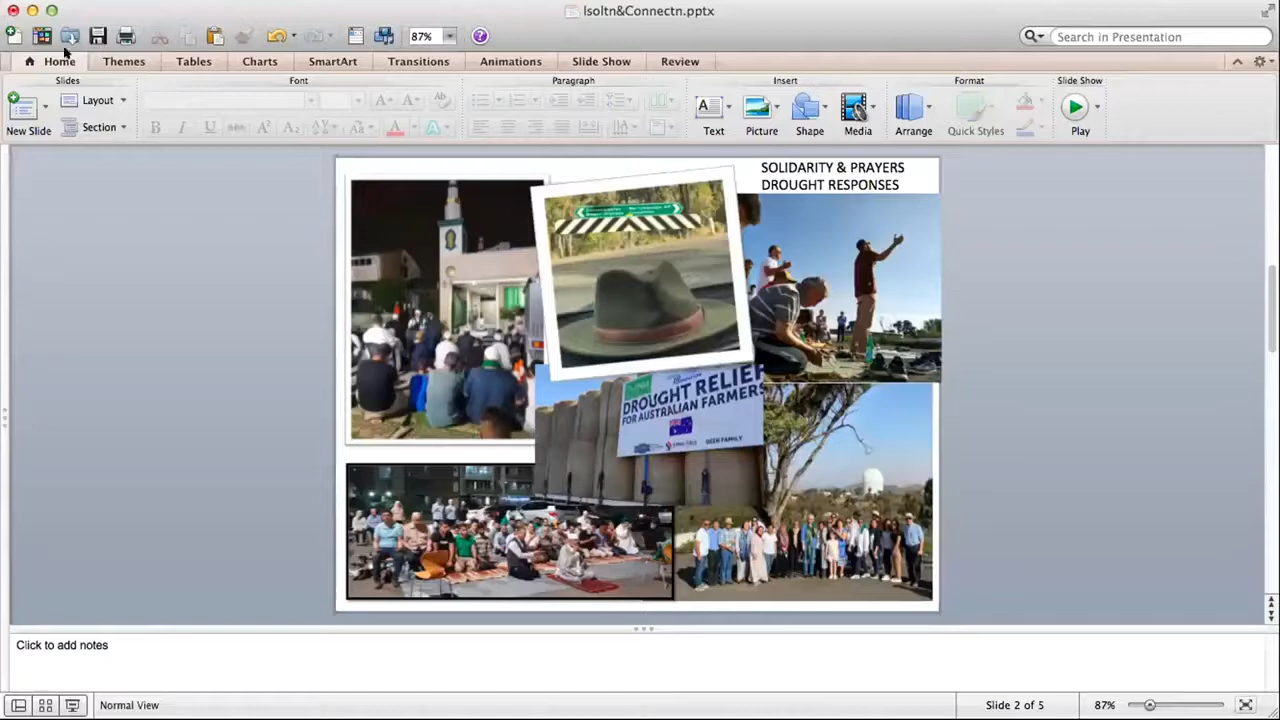 Isoltn&Connectn.pptx
87%
Search in Presentation
Home
Themes
Tables
Charts
SmartArt
Transitions
Animations
Slide Show
Review
Slides
Font
Paragraph
Insert
Format
Slide Show
Layout
Section
New Slide
Text
Picture
Shape
Media
Arrange
Quick Styles
Play
SOLIDARITY & PRAYERS
DROUGHT RESPONSES
DROUGHT RELIEF
FOR AUSTRALIAN FARMERS
Click to add notes
Normal View
Slide 2 of 5
87%